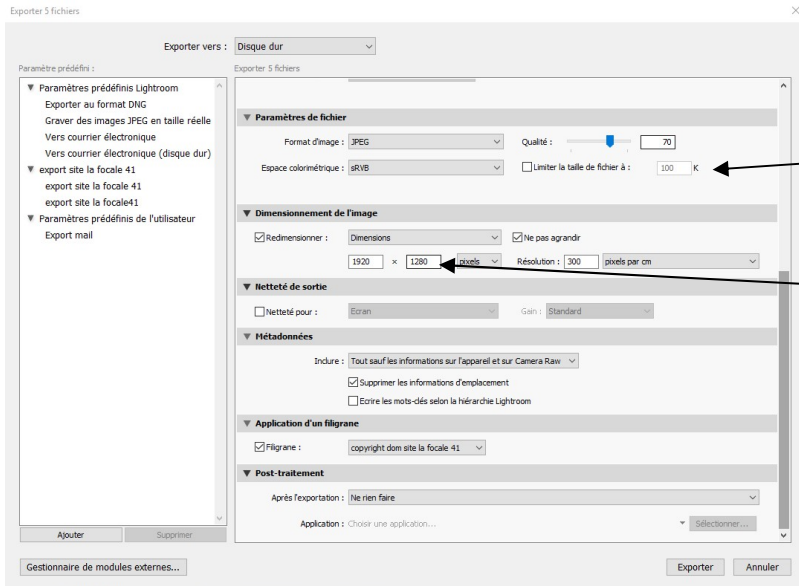 Exporter 5 fichiers
Exporter vers : Disque dur
Paramètre prédéfini :
Paramètres prédéfinis Lightroom
Exporter au format DNG
Graver des images JPEG en taille réelle
Vers courrier électronique
Vers courrier électronique (disque dur)
export site la focale 41
export site la focale 41
export site la focale41
Paramètres prédéfinis de l'utilisateur
Export mail
Ajouter Supprimer
Exporter 5 fichiers
Paramètres de fichier
Format d'image : JPEG Qualité : 70
Espace colorimétrique : sRVB Limiter la taille de fichier à : 100 K
Dimensionnement de l'image
Redimensionner : Dimensions Ne pas agrandir
1920 × 1280 pixels Résolution : 300 pixels par cm
Netteté de sortie
Netteté pour : Ecran Gain : Standard
Métadonnées
Inclure : Tout sauf les informations sur l'appareil et sur Camera Raw
Supprimer les informations d'emplacement
Ecrire les mots-clés selon la hiérarchie Lightroom
Application d'un filigrane
Filigrane : copyright dom site la focale 41
Post-traitement
Après l'exportation : Ne rien faire
Application : Choisir une application... Sélectionner...
Gestionnaire de modules externes... Exporter Annuler